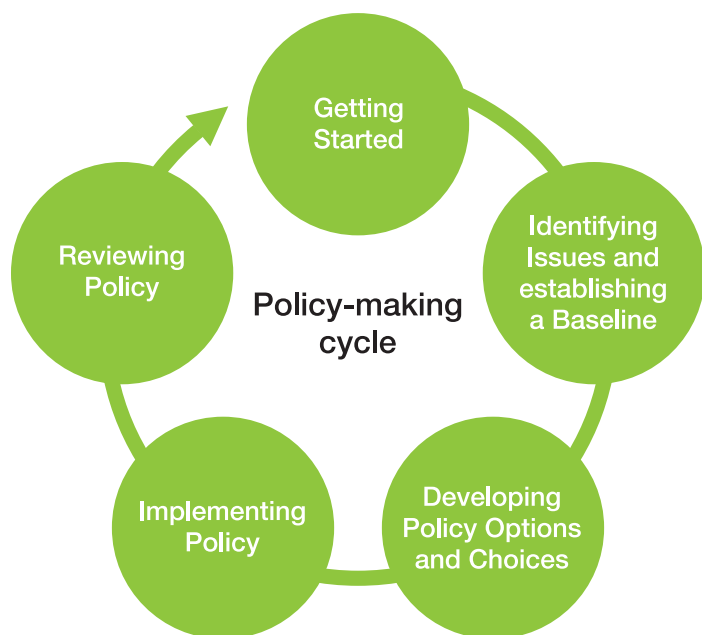 Getting
Started
Identifying
Issues and
establishing
a Baseline
Developing
Policy Options
and Choices
Implementing
Policy
Reviewing
Policy
Policy-making
cycle